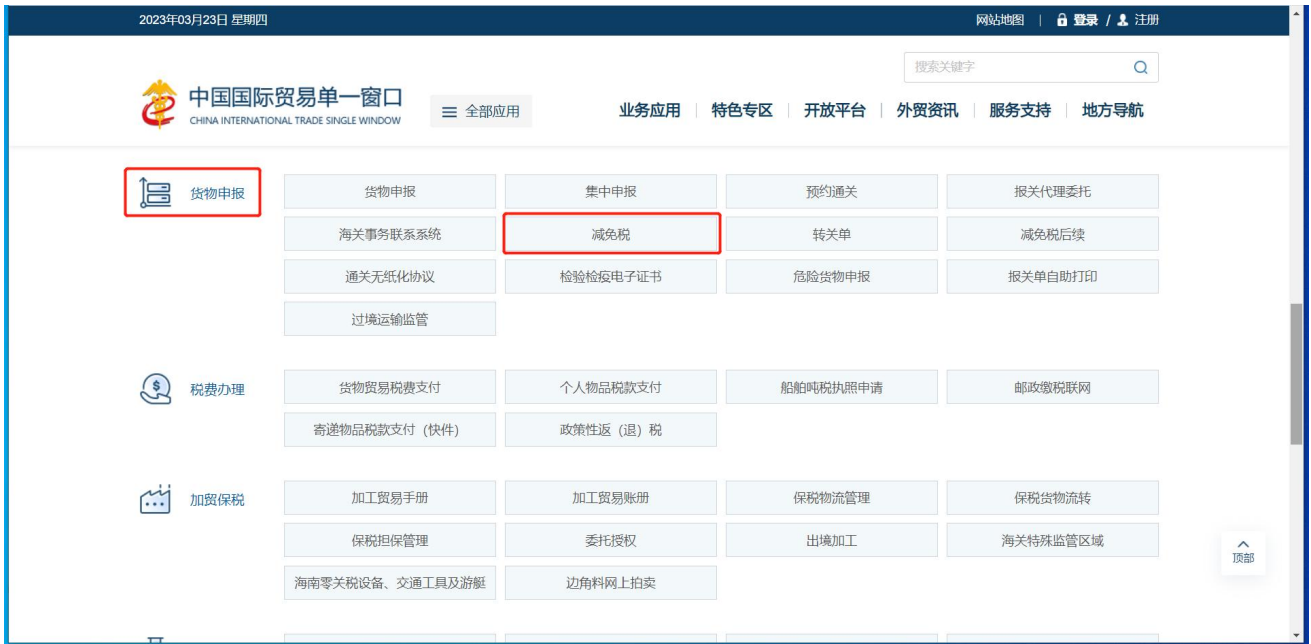 2023年03月23日 星期四 网站地图 | 登录 / 注册
搜索关键字
中国国际贸易单一窗口
CHINA INTERNATIONAL TRADE SINGLE WINDOW
全部应用 业务应用 | 特色专区 | 开放平台 | 外贸资讯 | 服务支持 | 地方导航
货物申报 货物申报 集中申报 预约通关 报关代理委托
海关事务联系系统 减免税 转关单 减免税后续
通关无纸化协议 检验检疫电子证书 危险货物申报 报关单自助打印
过境运输监管
税费办理 货物贸易税费支付 个人物品税款支付 船舶吨税执照申请 邮政缴税联网
寄递物品税款支付（快件） 政策性返（退）税
加贸保税 加工贸易手册 加工贸易账册 保税物流管理 保税货物流转
保税担保管理 委托授权 出境加工 海关特殊监管区域
海南零关税设备、交通工具及游艇 边角料网上拍卖
顶部